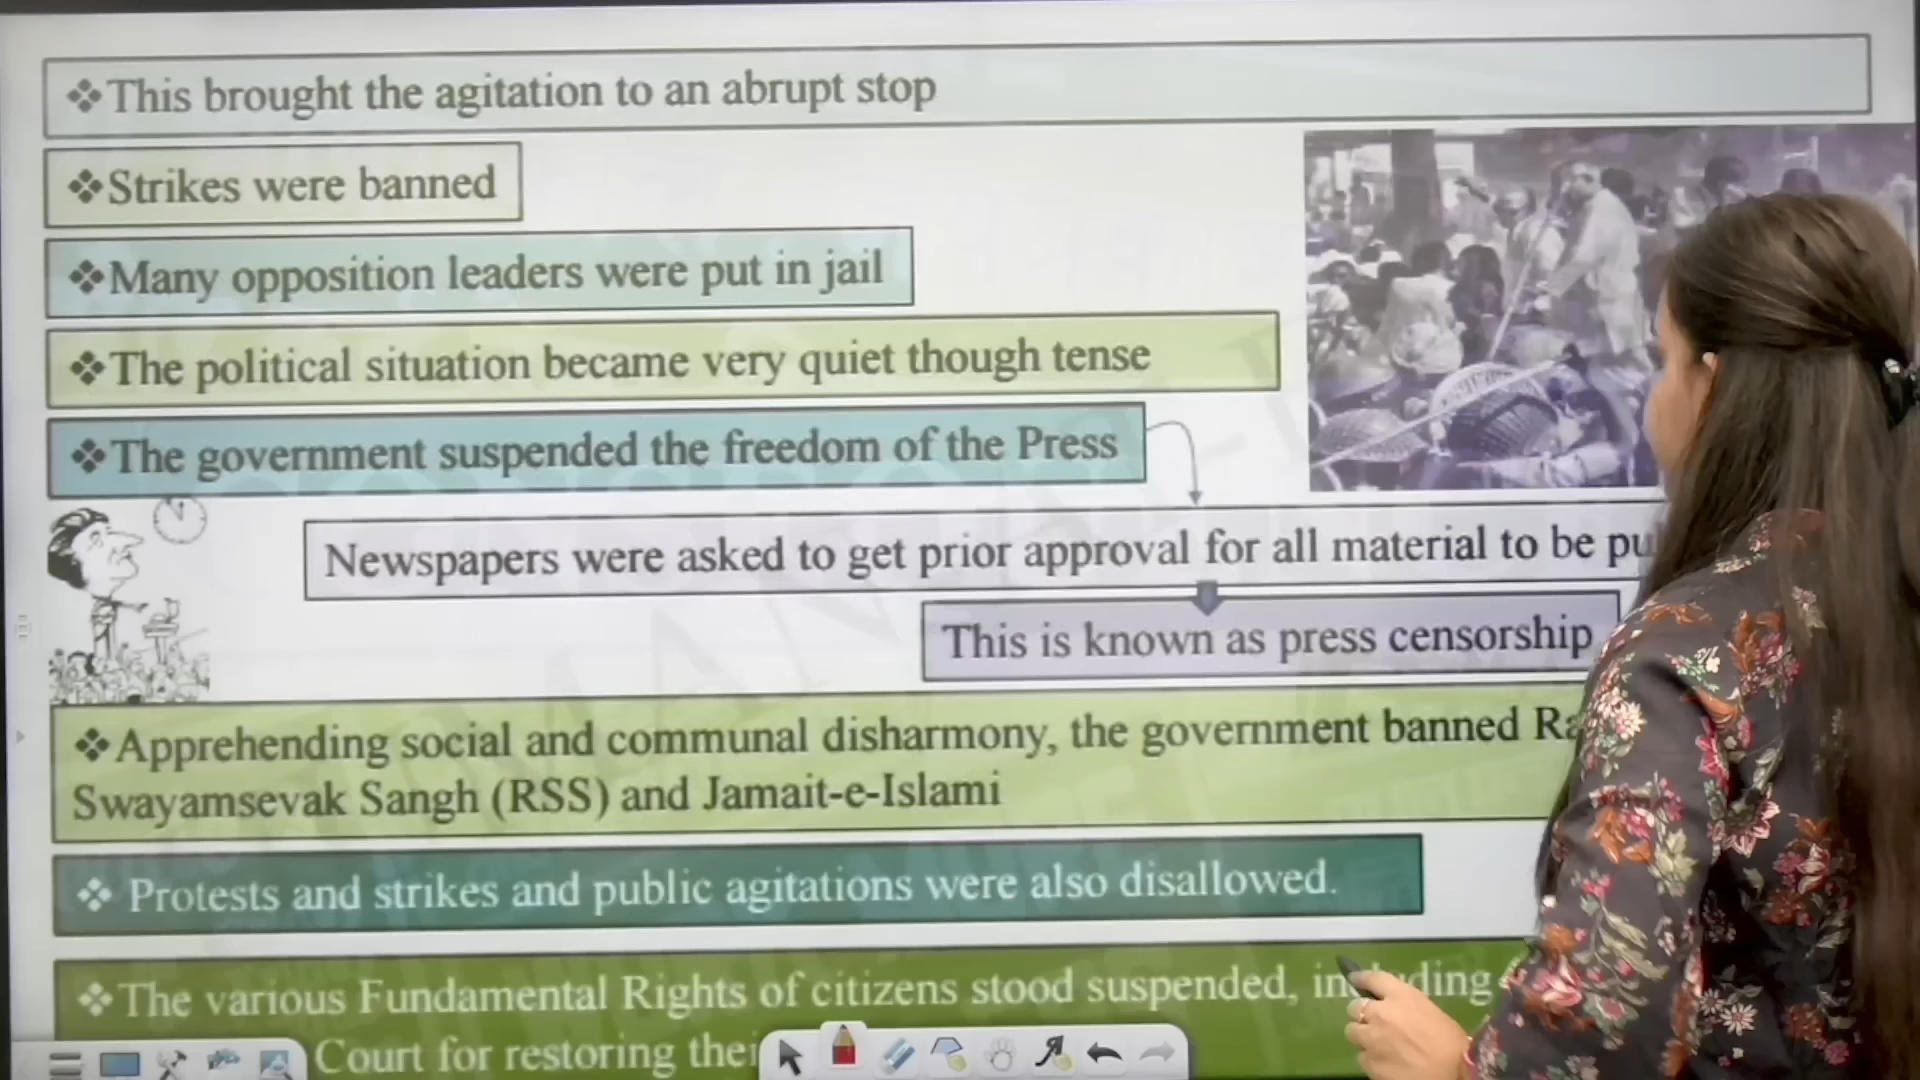 ❖This brought the agitation to an abrupt stop
❖Strikes were banned
❖Many opposition leaders were put in jail
❖The political situation became very quiet though tense
❖The government suspended the freedom of the Press
Newspapers were asked to get prior approval for all material to be
This is known as press censorship
❖Apprehending social and communal disharmony, the government banned
Swayamsevak Sangh (RSS) and Jamait-e-Islami
❖ Protests and strikes and public agitations were also disallowed.
❖The various Fundamental Rights of citizens stood suspended, including
Court for restoring